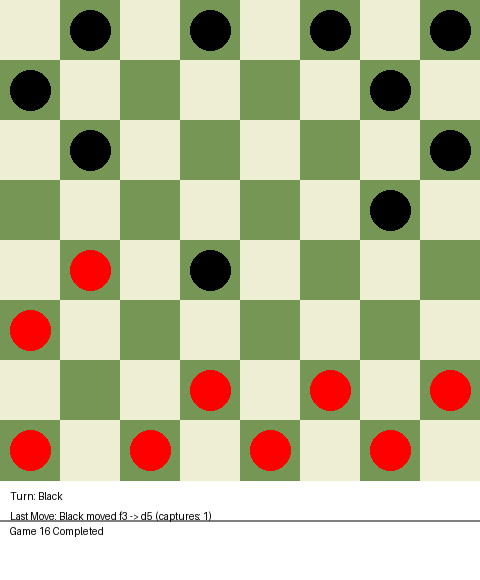 Turn: Black
Last Move: Black moved f3 -> d5 (captures: 1)
Game 16 Completed